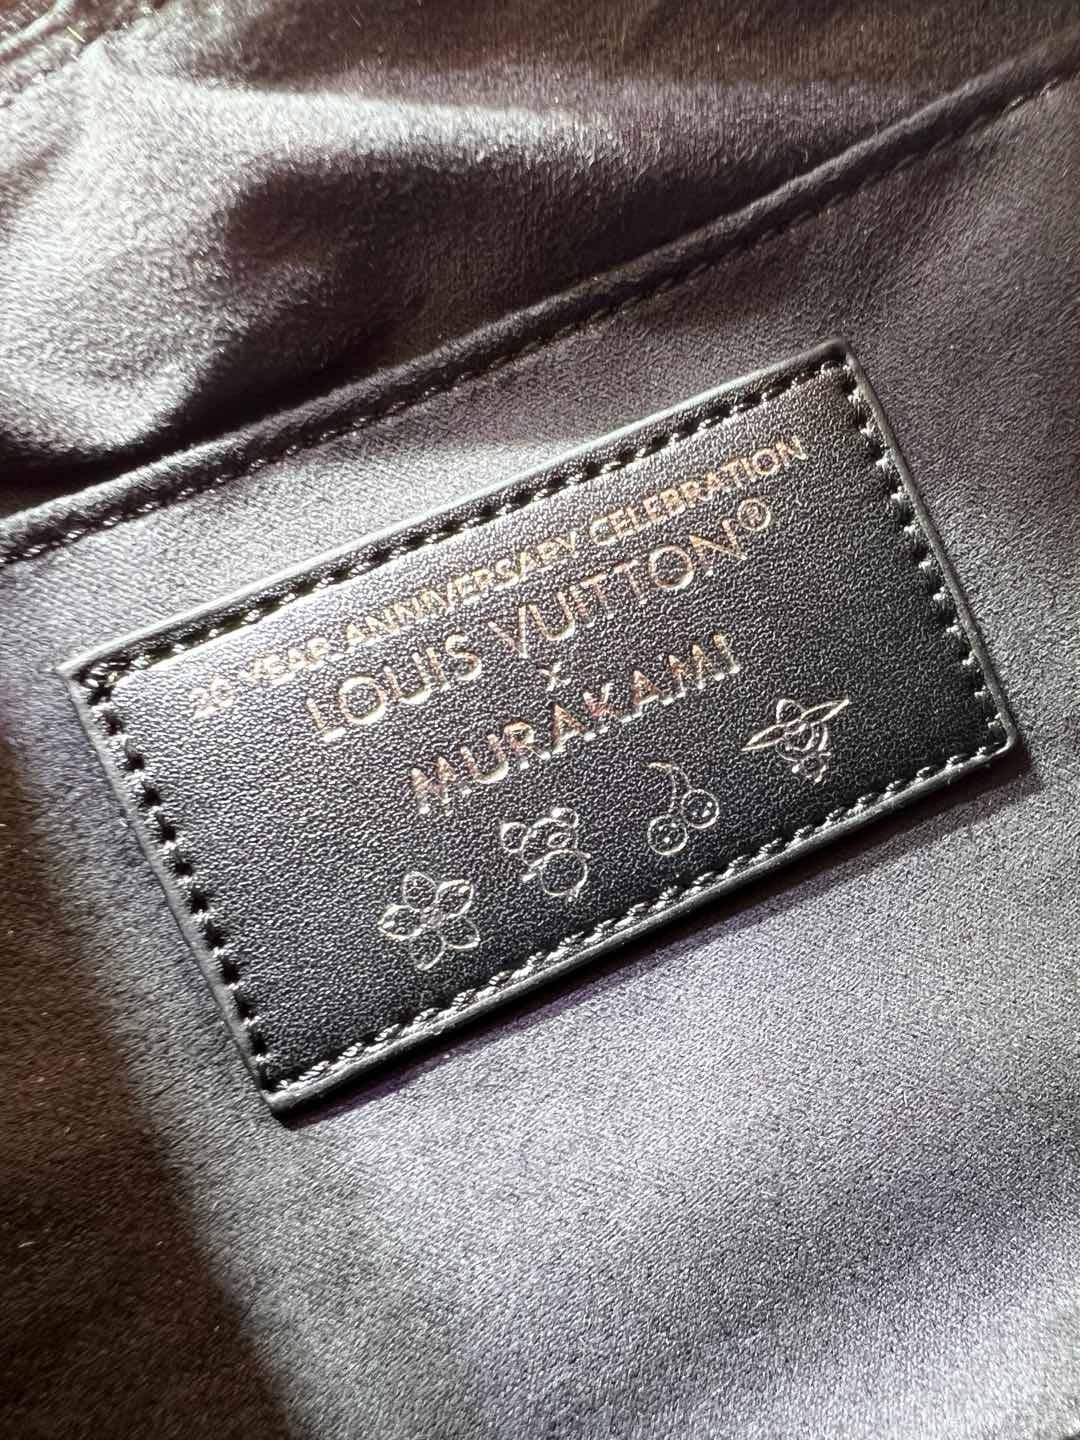 20 YEAR ANNIVERSARY CELEBRATION
LOUIS VUITTON®
x
MURAKAMI